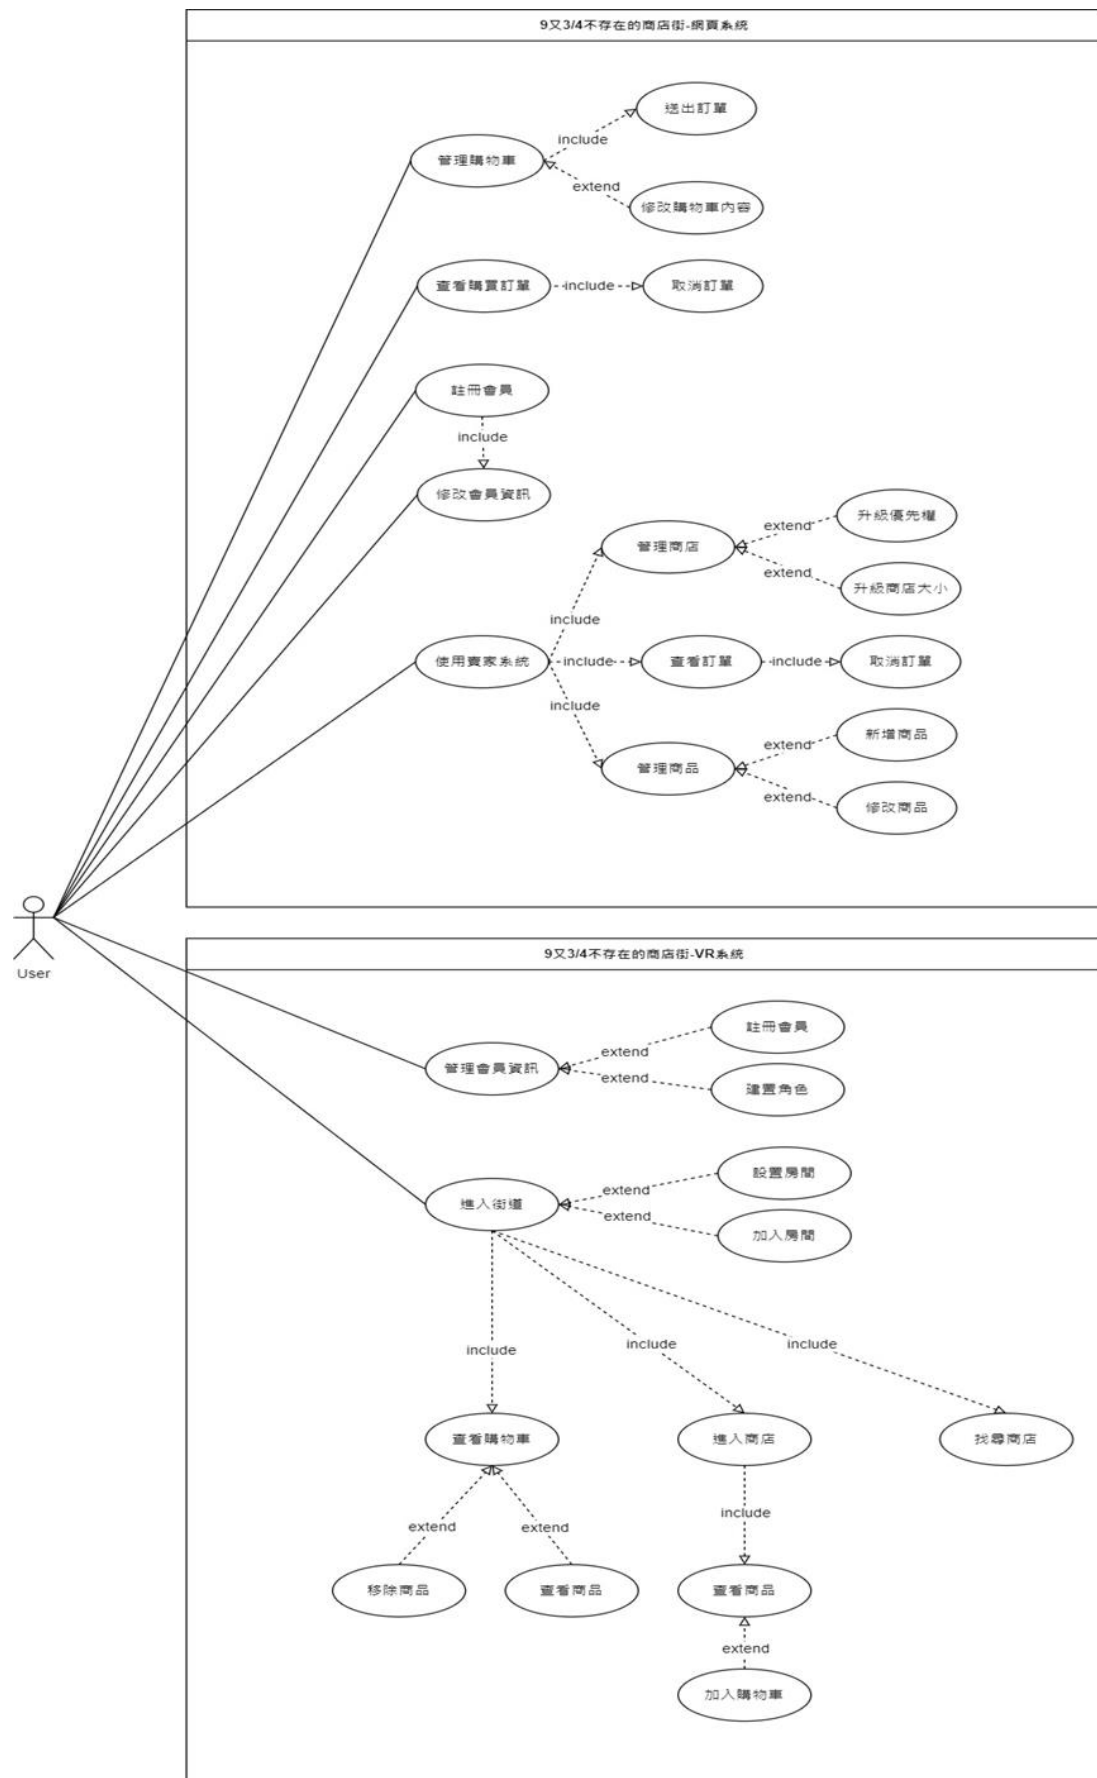 9又3/4不存在的商店街-網頁系統
送出訂單
include
管理購物車
extend
修改購物車內容
查看購買訂單
include
取消訂單
註冊會員
include
修改會員資訊
升級優先權
extend
管理商店
extend
升級商店大小
include
使用賣家系統
include
查看訂單
include
取消訂單
include
新增商品
extend
管理商品
extend
修改商品
User
9又3/4不存在的商店街-VR系統
註冊會員
extend
管理會員資訊
extend
建置角色
設置房間
extend
進入街道
extend
加入房間
include
include
include
查看購物車
進入商店
找尋商店
include
extend
extend
移除商品
查看商品
查看商品
extend
加入購物車